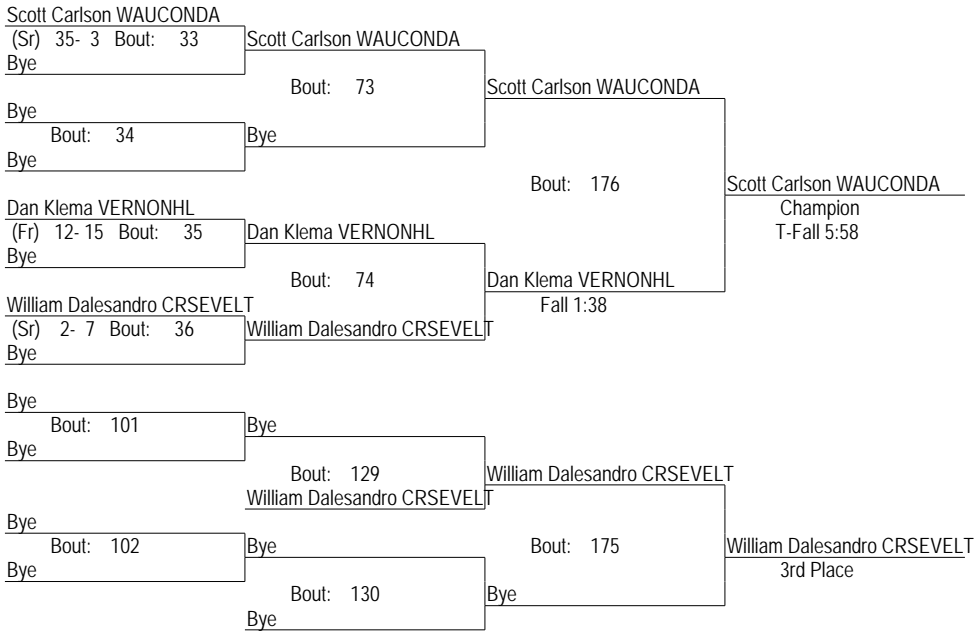 Scott Carlson WAUCONDA
(Sr) 35- 3 Bout: 33 Scott Carlson WAUCONDA
Bye
Bout: 73 Scott Carlson WAUCONDA
Bye
Bout: 34 Bye
Bye
Bout: 176 Scott Carlson WAUCONDA
Dan Klema VERNONHL Champion
(Fr) 12- 15 Bout: 35 Dan Klema VERNONHL T-Fall 5:58
Bye
Bout: 74 Dan Klema VERNONHL
William Dalesandro CRSEVELT Fall 1:38
(Sr) 2- 7 Bout: 36 William Dalesandro CRSEVELT
Bye
Bye
Bout: 101 Bye
Bye
Bout: 129 William Dalesandro CRSEVELT
William Dalesandro CRSEVELT
Bye
Bout: 102 Bye Bout: 175 William Dalesandro CRSEVELT
Bye 3rd Place
Bout: 130 Bye
Bye